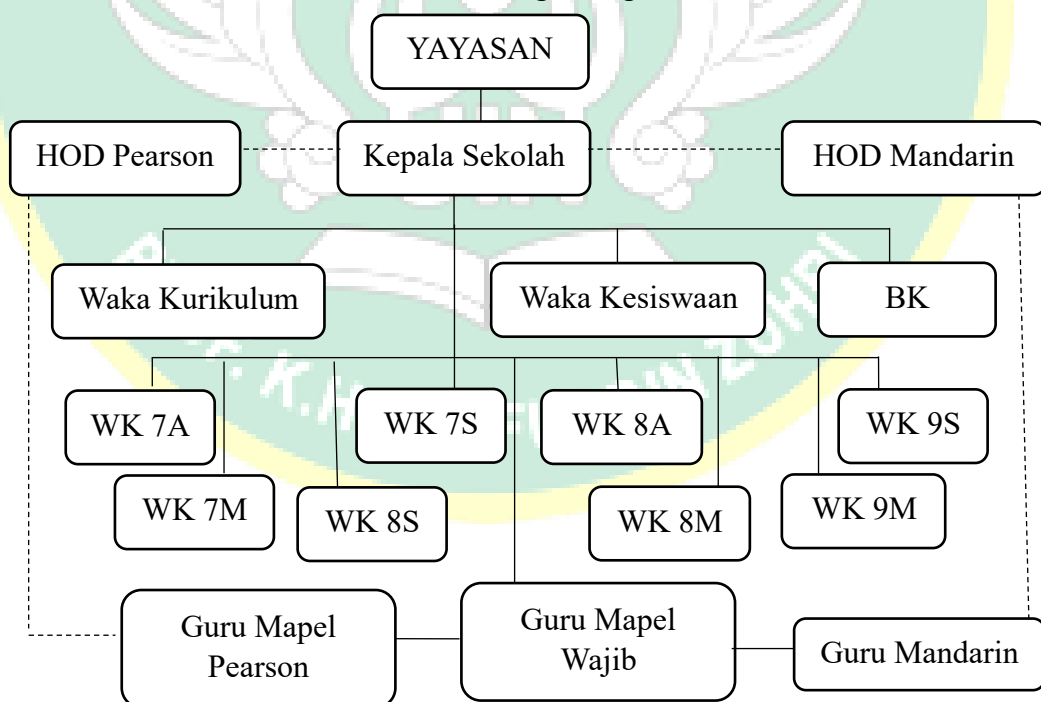 YAYASAN
HOD Pearson
Kepala Sekolah
HOD Mandarin
Waka Kurikulum
Waka Kesiswaan
BK
WK 7A
WK 7S
WK 8A
WK 9S
WK 7M
WK 8S
WK 8M
WK 9M
Guru Mapel
Pearson
Guru Mapel
Wajib
Guru Mandarin